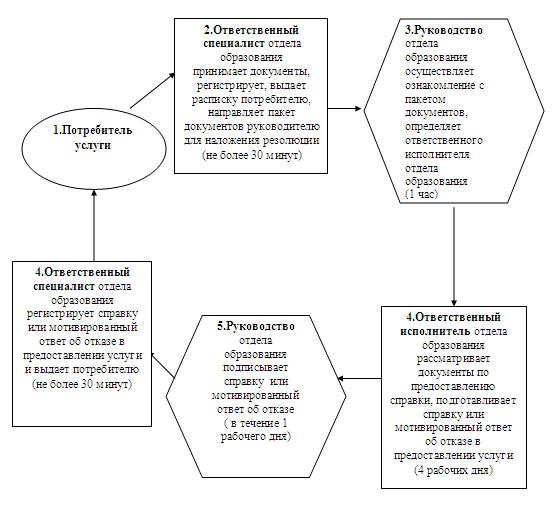 1.Потребитель
услуги
2.Ответственный
специалист отдела
образования
принимает документы,
регистрирует, выдает
расписку потребителю,
направляет пакет
документов руководителю
для наложения резолюции
(не более 30 минут)
3.Руководство
отдела
образования
осуществляет
ознакомление с
пакетом
документов,
определяет
ответственного
исполнителя
отдела
образования
(1 час)
4.Ответственный
исполнитель отдела
образования
рассматривает
документы по
предоставлению
справки, подготавливает
справку или
мотивированный ответ
об отказе в
предоставлении услуги
(4 рабочих дня)
5.Руководство
отдела
образования
подписывает
справку или
мотивированный
ответ об отказе
( в течение 1
рабочего дня)
4.Ответственный
специалист отдела
образования
регистрирует справку
или мотивированный
ответ об отказе в
предоставлении услуги
и выдает потребителю
(не более 30 минут)